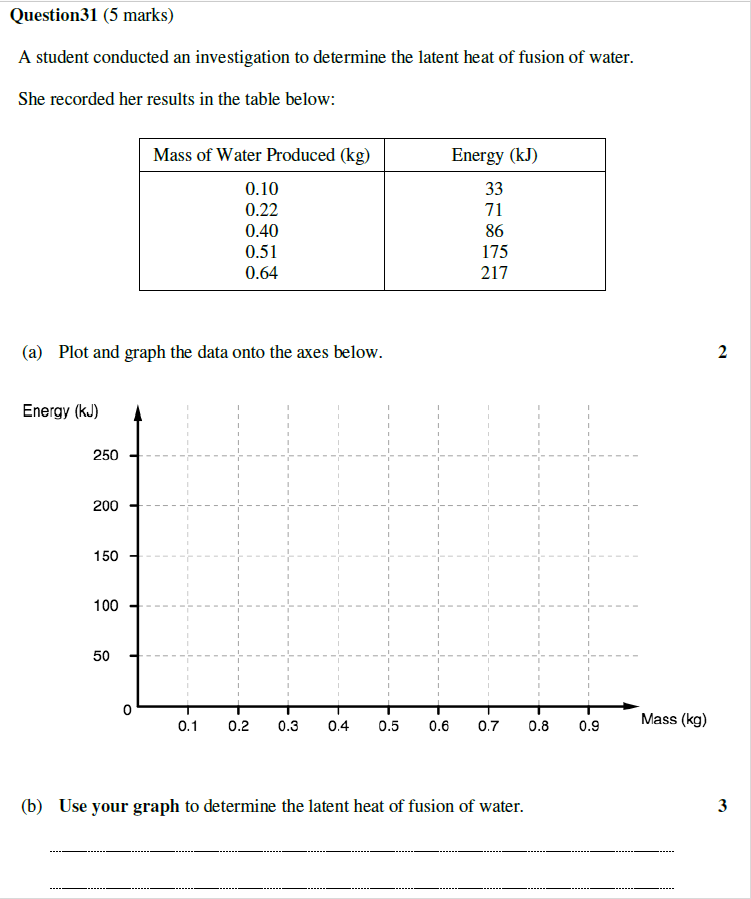 Question31 (5 marks)
A student conducted an investigation to determine the latent heat of fusion of water.
She recorded her results in the table below:
Mass of Water Produced (kg) Energy (kJ)
0.10 33
0.22 71
0.40 86
0.51 175
0.64 217
(a) Plot and graph the data onto the axes below. 2
Energy (kJ)
250
200
150
100
50
0
0.1 0.2 0.3 0.4 0.5 0.6 0.7 0.8 0.9 Mass (kg)
(b) Use your graph to determine the latent heat of fusion of water. 3